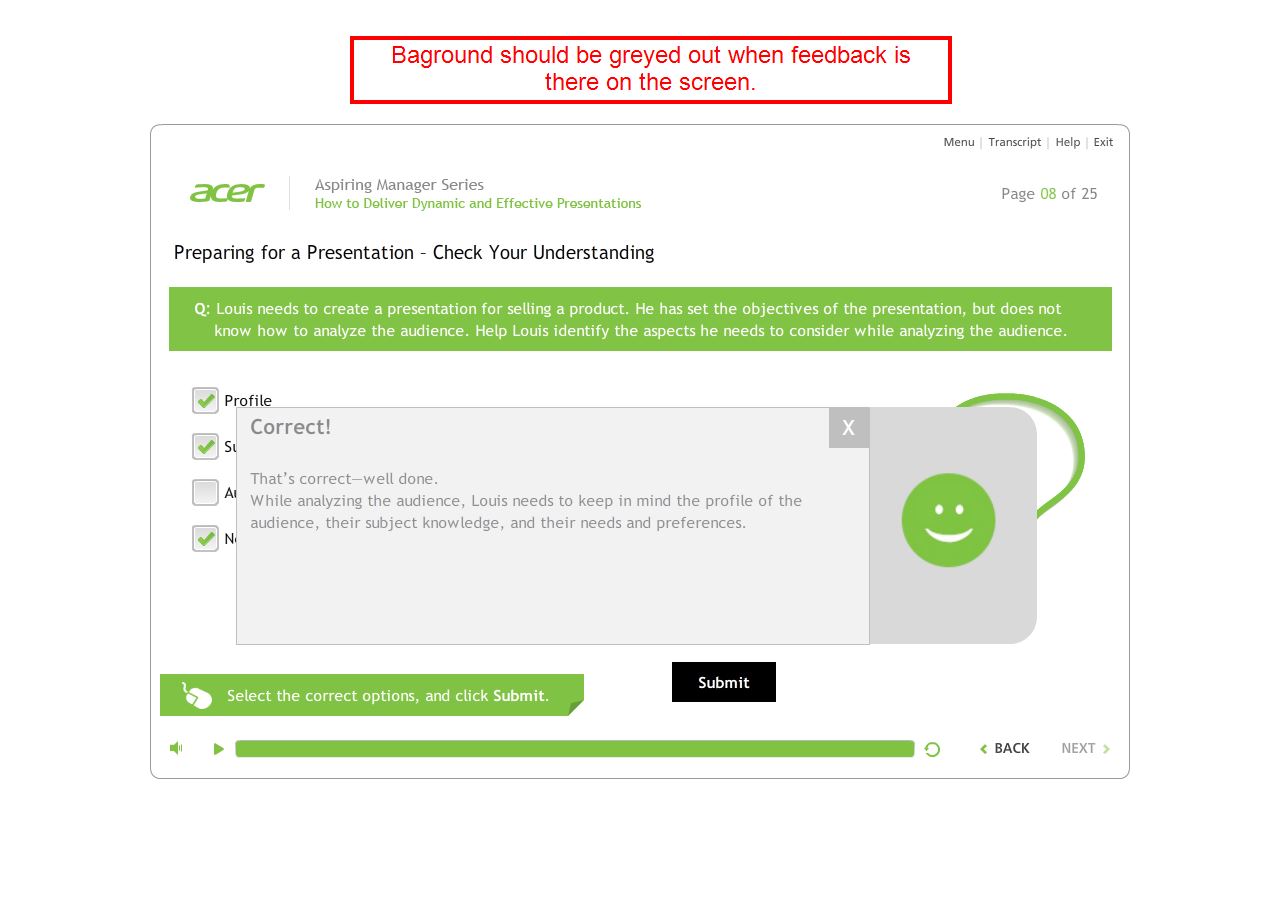 Baground should be greyed out when feedback is
there on the screen.
Menu | Transcript | Help | Exit
acer
Aspiring Manager Series
How to Deliver Dynamic and Effective Presentations
Page 08 of 25
Preparing for a Presentation – Check Your Understanding
Q: Louis needs to create a presentation for selling a product. He has set the objectives of the presentation, but does not
know how to analyze the audience. Help Louis identify the aspects he needs to consider while analyzing the audience.
Profile
Correct!
X
That's correct—well done.
While analyzing the audience, Louis needs to keep in mind the profile of the
audience, their subject knowledge, and their needs and preferences.
Submit
Select the correct options, and click Submit.
BACK
NEXT